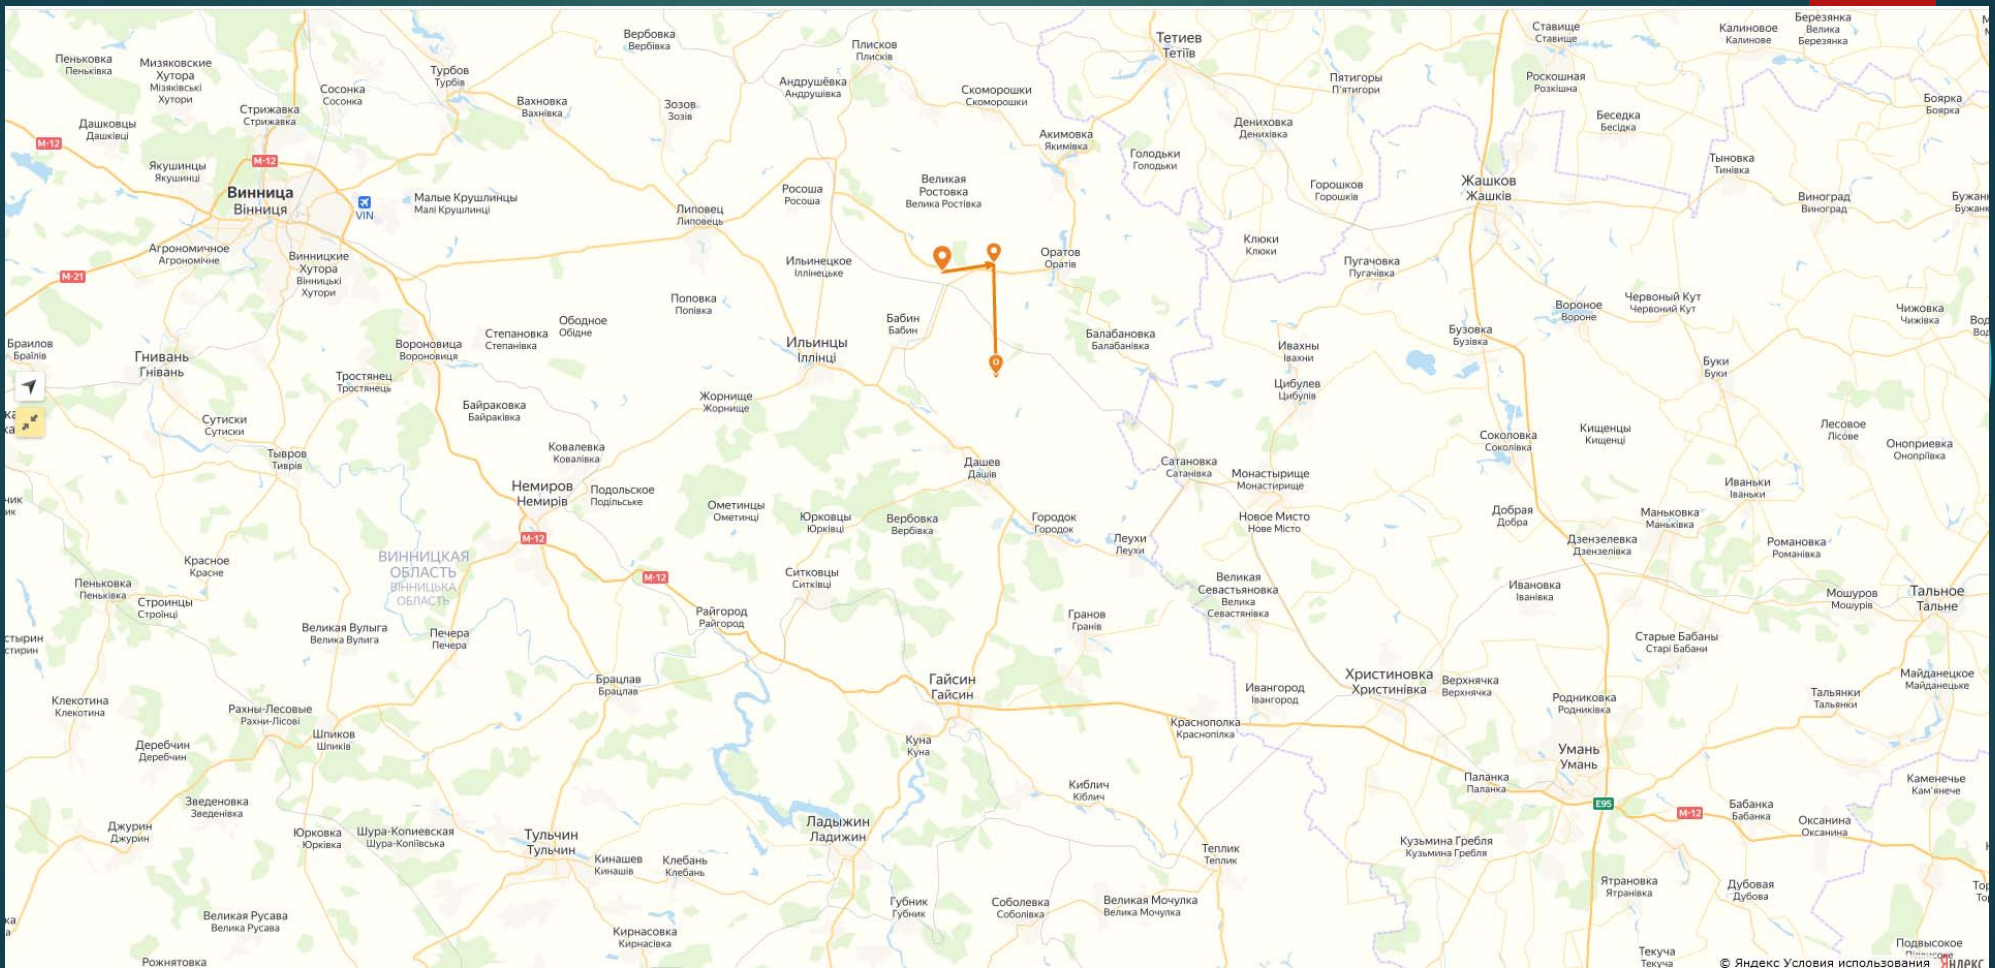 Вербовка
Вербівка
Плисков
Плисків
Тетиев
Тетіїв
Ставище
Ставище
Калиновое
Калинове
Березянка
Велика
Березянка
Пеньковка
Пеньківка
Мизяковские
Хутора
Мізяківські
Хутори
Турбов
Турбів
Сосонка
Сосонка
Андрушёвка
Андрушівка
Скоморошки
Скоморошки
Пятигоры
П'ятигори
Роскошная
Розкішна
Боярка
Боярка
Вахновка
Вахнівка
Зозов
Зозів
Стрижавка
Стрижавка
Дашковцы
Дашківці
М-12
Акимовка
Якимівка
Дениховка
Денихівка
Беседка
Бесідка
Якушинцы
Якушинці
М-12
Голодьки
Голодьки
Тыновка
Тинівка
Винница
Вінниця
VIN
Малые Крушлинцы
Малі Крушлинці
Росоша
Росоша
Великая
Ростовка
Велика Ростівка
Горошков
Горошків
Жашков
Жашків
Виноград
Виноград
Липовец
Липовець
Агрономичное
Агрономічне
Винницкие
Хутора
Вінницькі
Хутори
М-21
Ильинецкое
Іллінецьке
Оратов
Оратів
Клюки
Клюки
Пугачовка
Пугачівка
Поповка
Попівка
Ободное
Обідне
Степановка
Степанівка
Бабин
Бабин
Вороное
Вороне
Червоный Кут
Червоний Кут
Чижовка
Чижівка
Браилов
Браїлів
Гнивань
Гнівань
Вороновица
Вороновиця
Ильинцы
Іллінці
Балабановка
Балабанівка
Ивахны
Івахни
Бузовка
Бузівка
Буки
Буки
Тростянец
Тростянець
Цибулев
Цибулів
Жорнище
Жорнище
Байраковка
Байраківка
Сутиски
Сутиски
Соколовка
Соколівка
Кищенцы
Кищенці
Лесовое
Лісове
Оноприевка
Онопріївка
Тывров
Тиврів
Ковалевка
Ковалівка
Дашев
Дашів
Сатановка
Сатанівка
Монастырище
Монастирище
Немиров
Немирів
Подольское
Подільське
Иваньки
Іваньки
Ометинцы
Ометинці
Юрковцы
Юрківці
Вербовка
Вербівка
Городок
Городок
Новое Мисто
Нове Місто
Добрая
Добра
Маньковка
Маньківка
М-12
Леухи
Леухи
Дзензелевка
Дзензелівка
Романовка
Романівка
ВИННИЦКАЯ
ОБЛАСТЬ
ВІННИЦЬКА
ОБЛАСТЬ
Красное
Красне
Пеньковка
Пеньківка
Строинцы
Строїнці
М-12
Ситковцы
Ситківці
Великая
Севастьяновка
Велика
Севастянівка
Ивановка
Іванівка
Мошуров
Мошурів
Тальное
Тальне
Райгород
Райгород
Гранов
Гранів
Великая Вулыга
Велика Вулига
Печера
Печера
Старые Бабаны
Старі Бабани
Брацлав
Брацлав
Гайсин
Гайсин
Ивангород
Івангород
Христиновка
Христинівка
Верхнячка
Верхнячка
Родниковка
Родниківка
Тальянки
Тальянки
Майданецкое
Майданецьке
Клекотина
Клекотина
Рахны-Лесовые
Рахни-Лісові
Шпиков
Шпиків
Деребчин
Деребчин
Куна
Куна
Краснополка
Краснопілка
Умань
Умань
Паланка
Паланка
Киблич
Кіблич
Е95
М-12
Бабанка
Бабанка
Каменечье
Кам'янече
Оксанина
Оксанина
Зведеновка
Зведенівка
Джурин
Джурин
Юрковка
Юрківка
Шура-Копиевская
Шура-Копіївська
Тульчин
Тульчин
Ладыжин
Ладижин
Кинашев
Кинашів
Клебань
Клебань
Теплик
Теплик
Кузьмина Гребля
Кузьмина Гребля
Ятрановка
Ятранівка
Дубовая
Дубова
Губник
Губник
Соболевка
Соболівка
Великая Мочулка
Велика Мочулка
Великая Русава
Велика Русава
Кирнасовка
Кирнасівка
Рожнятовка
Текуча
Текуча
Подвысокое
© Яндекс Условия использования